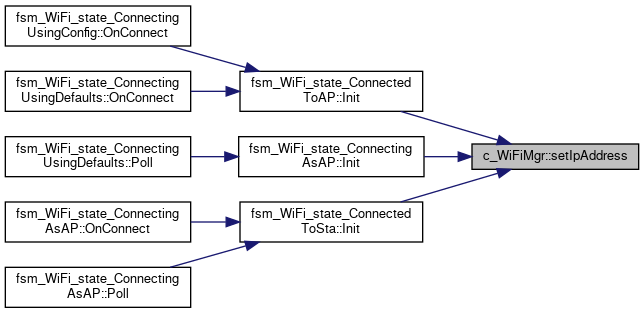 fsm_WiFi_state_Connecting
UsingConfig::OnConnect
fsm_WiFi_state_Connecting
UsingDefaults::OnConnect
fsm_WiFi_state_Connecting
UsingDefaults::Poll
fsm_WiFi_state_Connecting
AsAP::OnConnect
fsm_WiFi_state_Connecting
AsAP::Poll
fsm_WiFi_state_Connected
ToAP::Init
fsm_WiFi_state_Connecting
AsAP::Init
fsm_WiFi_state_Connected
ToSta::Init
c_WiFiMgr::setIpAddress